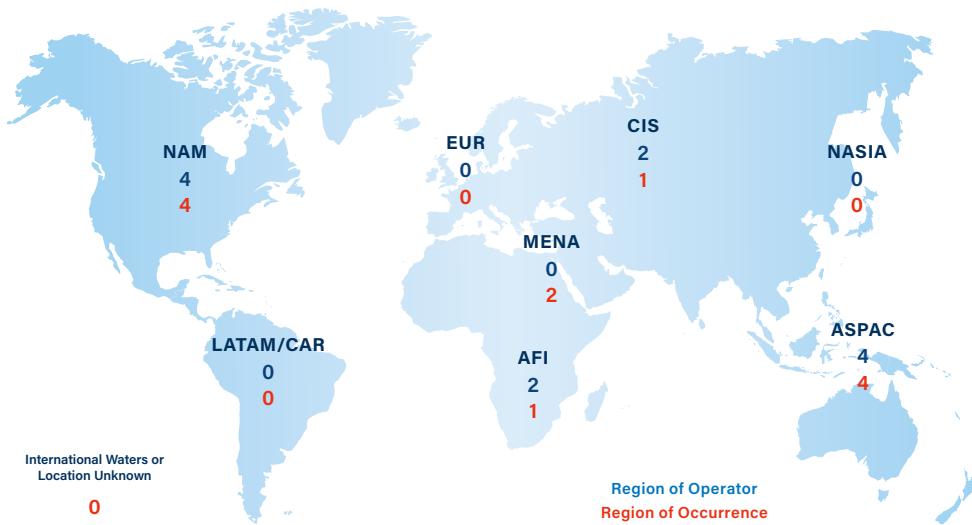 NAM
4
4
EUR
0
0
CIS
2
1
NASIA
0
0
MENA
0
2
LATAM/CAR
0
0
AFI
2
1
ASPAC
4
4
International Waters or
Location Unknown
0
Region of Operator
Region of Occurrence